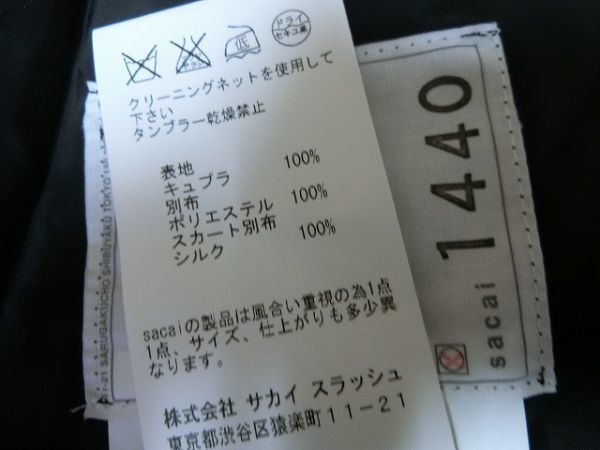 低
ドライ
セキユ系
クリーニングネットを使用して
下さい
タンブラー乾燥禁止
表地
キュプラ 100%
別布
ポリエステル 100%
スカート別布
シルク 100%
sacaiの製品は風合い重視の為1点
1点、サイズ、仕上がりも多少異
なります。
株式会社 サカイ スラッシュ
東京都渋谷区猿楽町11-21
sacai 1440
11-21 SARUGAKUCHO SHIBUYAKU TOKYO